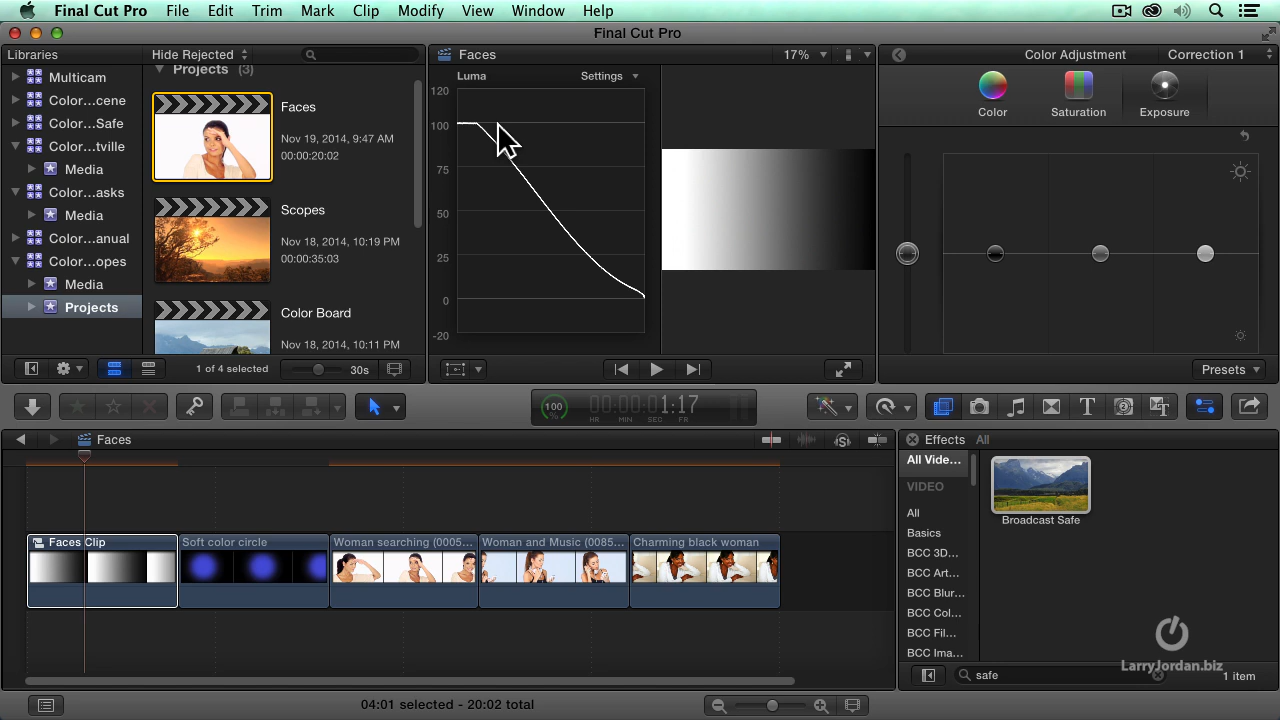 Final Cut Pro File Edit Trim Mark Clip Modify View Window Help
Final Cut Pro
Libraries
Hide Rejected
Multicam
Color...cene
Color...Safe
Color...tville
Media
Color...asks
Media
Color...anual
Color...opes
Media
Projects
Projects (3)
Faces
Nov 19, 2014, 9:47 AM
00:00:20:02
Scopes
Nov 18, 2014, 10:19 PM
00:00:35:03
Color Board
Nov 18, 2014, 10:11 PM
1 of 4 selected
30s
Faces
17%
Luma
Settings
120
100
75
50
25
0
-20
Color Adjustment
Correction 1
Color
Saturation
Exposure
Presets
100
%
00:00:01:17
HR MIN SEC FR
Faces
Faces Clip
Soft color circle
Woman searching (0005...
Woman and Music (0085...
Charming black woman
Effects All
All Vide...
VIDEO
All
Basics
BCC 3D...
BCC Art...
BCC Blur...
BCC Col...
BCC Fil...
BCC Ima...
Broadcast Safe
LarryJordan.biz
safe
1 item
04:01 selected - 20:02 total